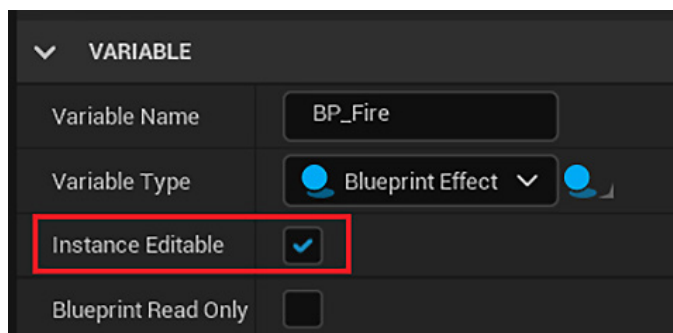 VARIABLE
Variable Name BP_Fire
Variable Type Blueprint Effect
Instance Editable
Blueprint Read Only